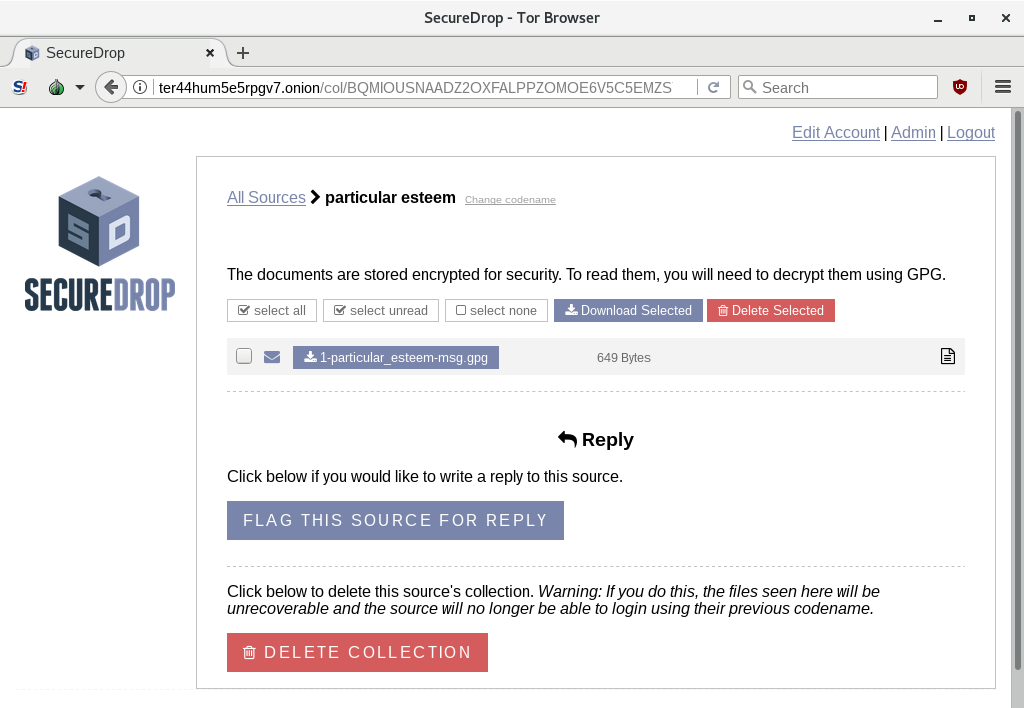 SecureDrop - Tor Browser
SecureDrop
ter44hum5e5rpgv7.onion/col/BQMIOUSNAADZ2OXFALPPZOMOE6V5C5EMZS
Search
Edit Account | Admin | Logout
All Sources particular esteem Change codename
SECUREDROP
The documents are stored encrypted for security. To read them, you will need to decrypt them using GPG.
select all select unread select none Download Selected Delete Selected
1-particular_esteem-msg.gpg 649 Bytes
Reply
Click below if you would like to write a reply to this source.
FLAG THIS SOURCE FOR REPLY
Click below to delete this source's collection. Warning: If you do this, the files seen here will be
unrecoverable and the source will no longer be able to login using their previous codename.
DELETE COLLECTION